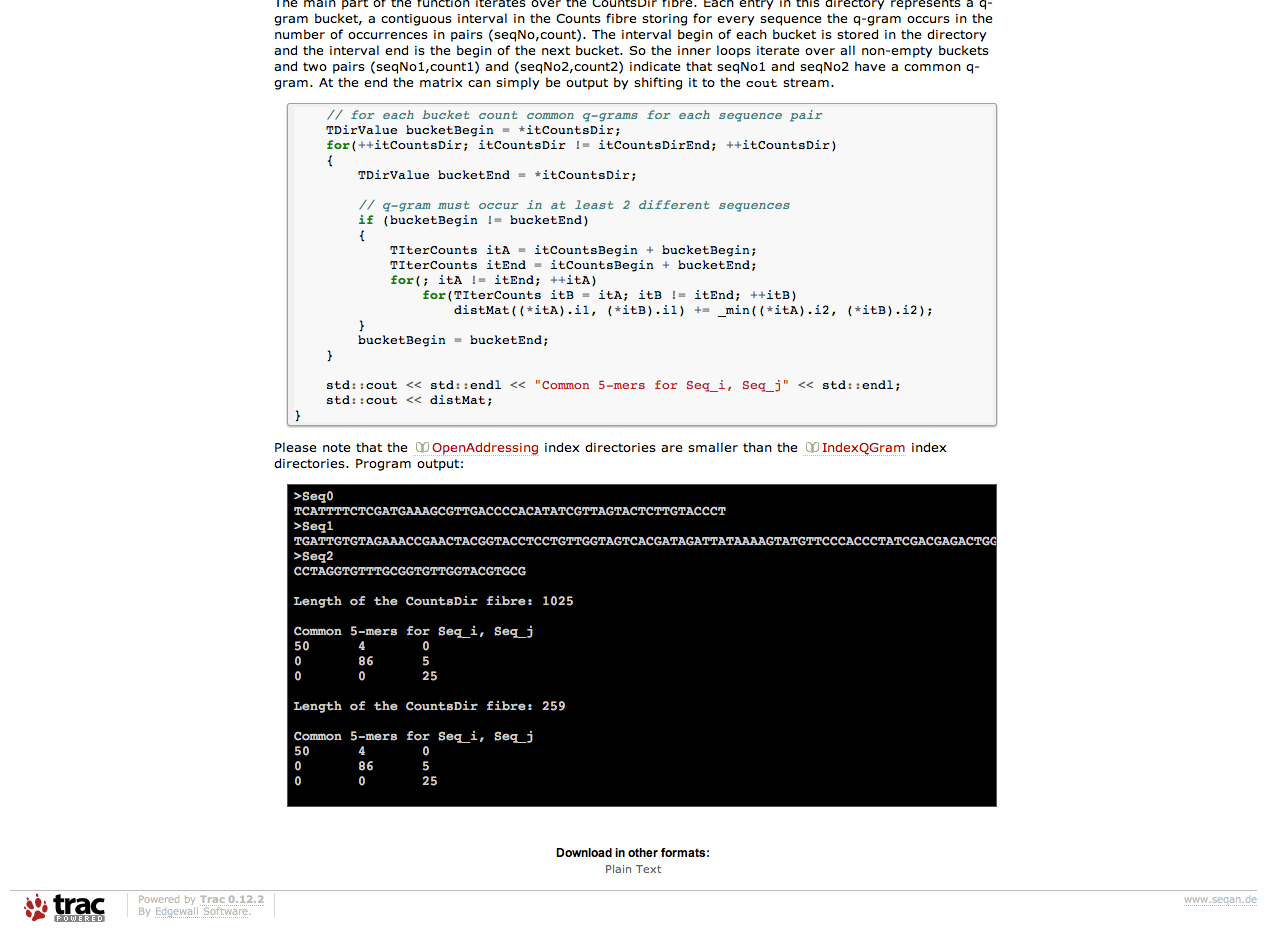 The main part of the function iterates over the CountsDir fibre. Each entry in this directory represents a q-
gram bucket, a contiguous interval in the Counts fibre storing for every sequence the q-gram occurs in the
number of occurrences in pairs (seqNo,count). The interval begin of each bucket is stored in the directory
and the interval end is the begin of the next bucket. So the inner loops iterate over all non-empty buckets
and two pairs (seqNo1,count1) and (seqNo2,count2) indicate that seqNo1 and seqNo2 have a common q-
gram. At the end the matrix can simply be output by shifting it to the cout stream.
    // for each bucket count common q-grams for each sequence pair
    TDirValue bucketBegin = *itCountsDir;
    for(++itCountsDir; itCountsDir != itCountsDirEnd; ++itCountsDir)
    {
        TDirValue bucketEnd = *itCountsDir;
        // q-gram must occur in at least 2 different sequences
        if (bucketBegin != bucketEnd)
        {
            TIterCounts itA = itCountsBegin + bucketBegin;
            TIterCounts itEnd = itCountsBegin + bucketEnd;
            for(; itA != itEnd; ++itA)
                for(TIterCounts itB = itA; itB != itEnd; ++itB)
                    distMat((*itA).i1, (*itB).i1) += _min((*itA).i2, (*itB).i2);
        }
        bucketBegin = bucketEnd;
    }
    std::cout << std::endl << "Common 5-mers for Seq_i, Seq_j" << std::endl;
    std::cout << distMat;
}
Please note that the OpenAddressing index directories are smaller than the IndexQGram index
directories. Program output:
>Seq0
TCATTTTCTCGATGAAAGCGTTGACCCCACATATCGTTAGTACTCTTGTACCCT
>Seq1
TGATTGTGTAGAAACCGAACTACGGTACCTCCTGTTGGTAGTCACGATAGATTATAAAAGTATGTTCCCACCCTATCGACGAGACTGG
>Seq2
CCTAGGTGTTTGCGGTGTTGGTACGTGCG
Length of the CountsDir fibre: 1025
Common 5-mers for Seq_i, Seq_j
50 4 0
0 86 5
0 0 25
Length of the CountsDir fibre: 259
Common 5-mers for Seq_i, Seq_j
50 4 0
0 86 5
0 0 25
Download in other formats:
Plain Text
trac
POWERED
Powered by Trac 0.12.2
By Edgewall Software.
www.seqan.de